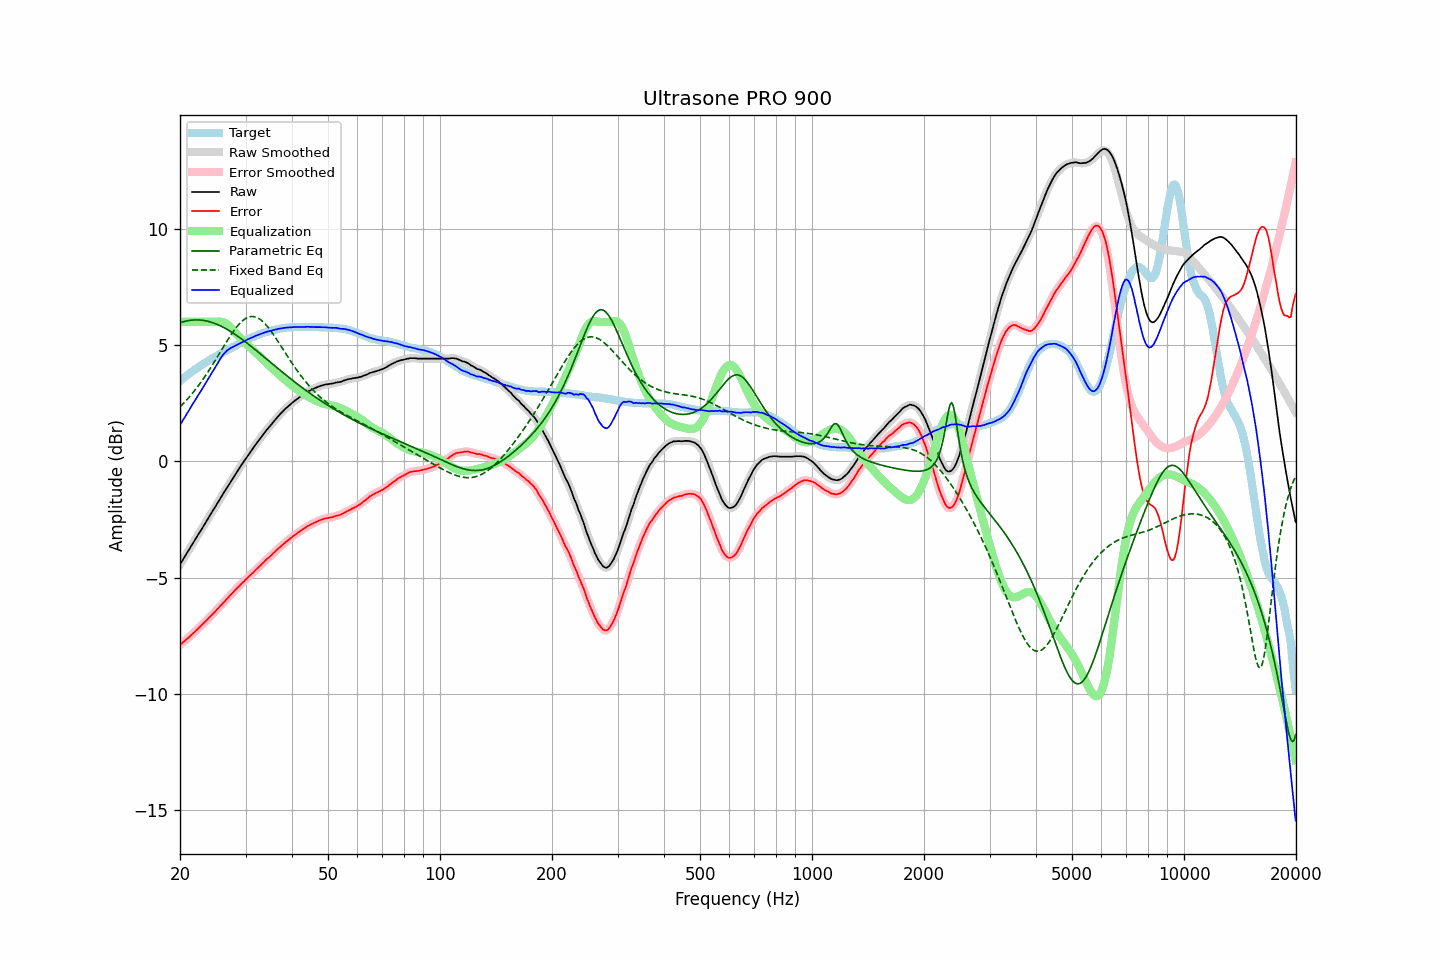 Ultrasone PRO 900
Target
Raw Smoothed
Error Smoothed
Raw
Error
Equalization
Parametric Eq
Fixed Band Eq
Equalized
Amplitude (dBr)
10
5
0
−5
−10
−15
20 50 100 200 500 1000 2000 5000 10000 20000
Frequency (Hz)